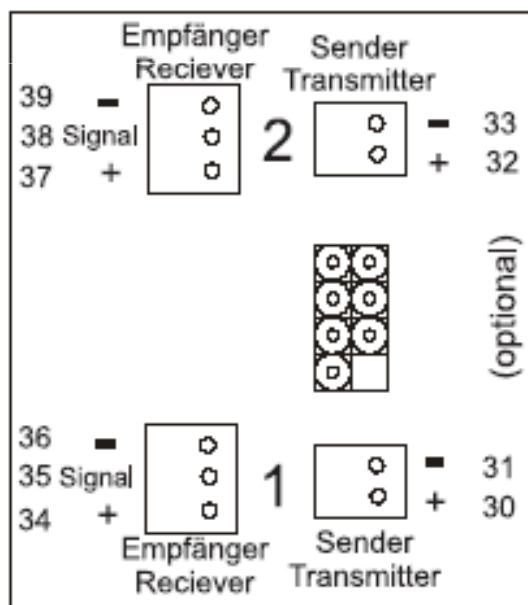 Empfänger
Reciever
Sender
Transmitter
39 -
38 Signal
37 +
2
- 33
+ 32
(optional)
36 -
35 Signal
34 +
1
- 31
+ 30
Empfänger
Reciever
Sender
Transmitter